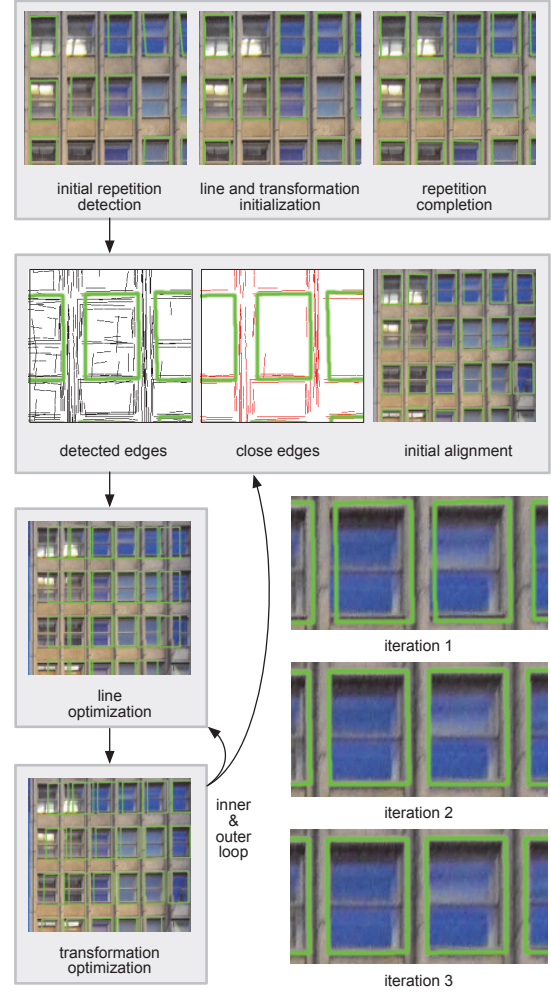 initial repetition
detection
line and transformation
initialization
repetition
completion
detected edges
close edges
initial alignment
line
optimization
inner
&
outer
loop
transformation
optimization
iteration 1
iteration 2
iteration 3